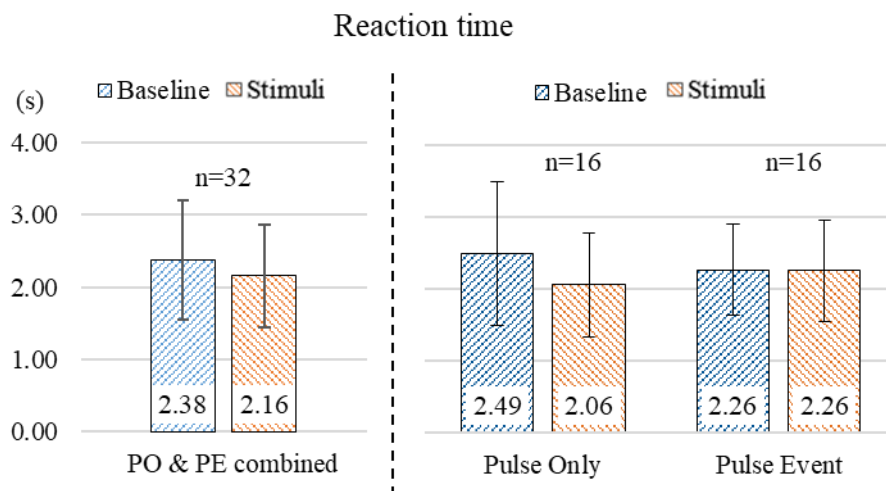 Reaction time
(s)
Baseline Stimuli
Baseline Stimuli
4.00
3.00
2.00
1.00
0.00
n=32
n=16
n=16
2.38
2.16
2.49
2.06
2.26
2.26
PO & PE combined
Pulse Only
Pulse Event